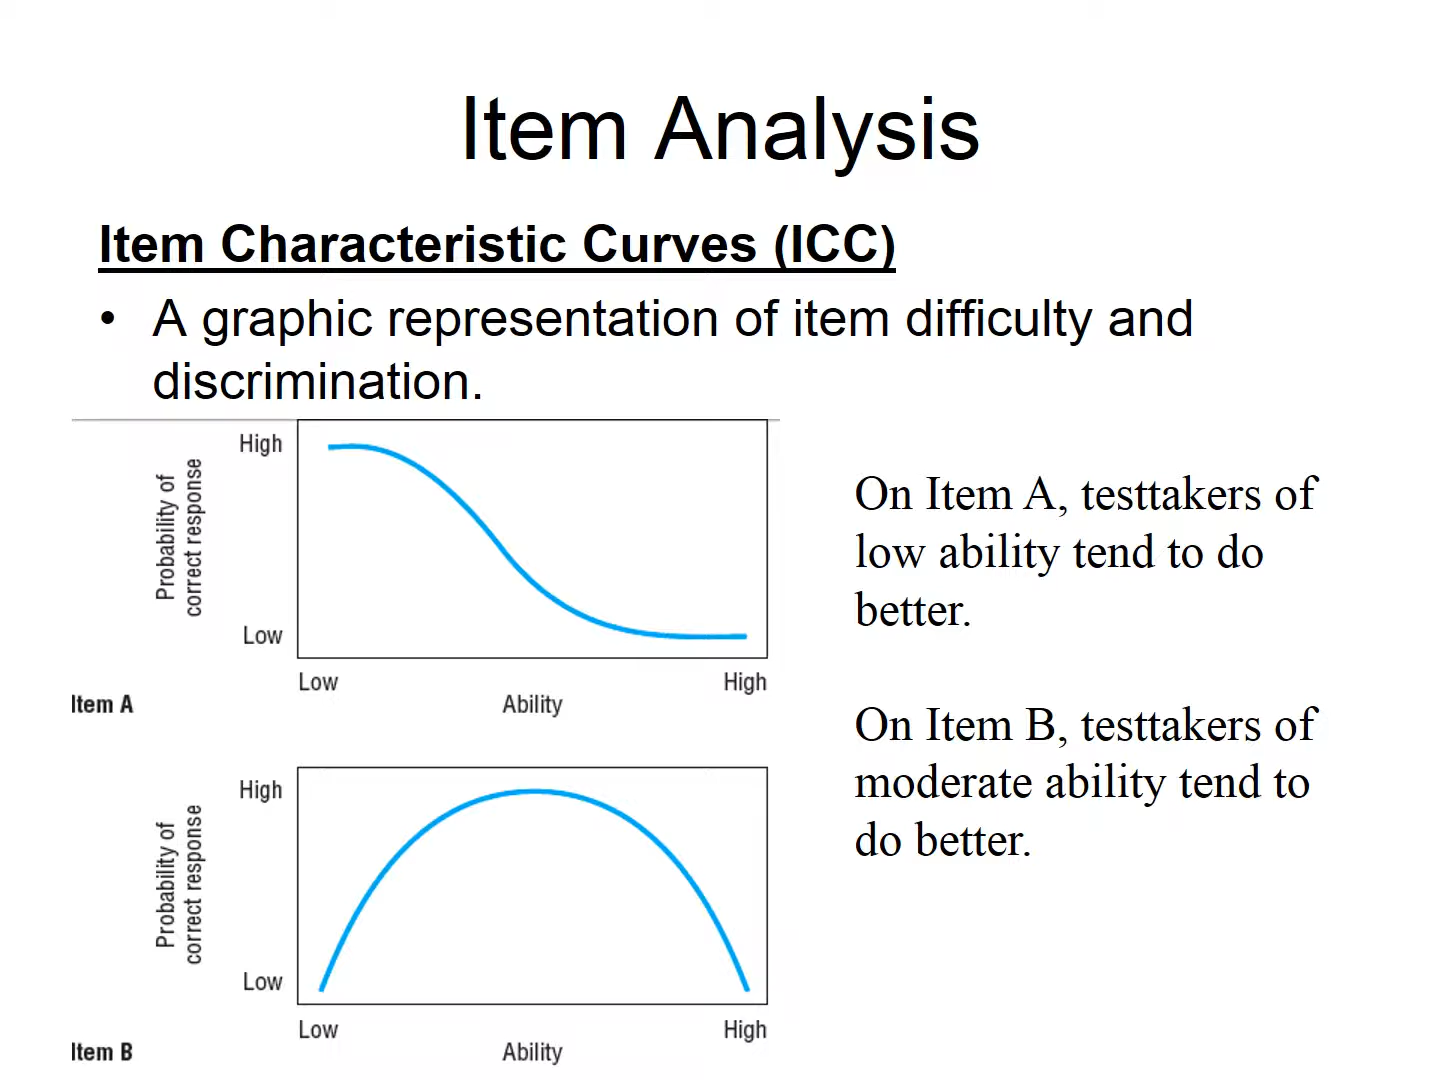 Item Analysis
Item Characteristic Curves (ICC)
• A graphic representation of item difficulty and
discrimination.
High
Probability of
correct response
Low
Low
High
Ability
Item A
On Item A, testtakers of
low ability tend to do
better.
On Item B, testtakers of
moderate ability tend to
do better.
High
Probability of
correct response
Low
Low
High
Ability
Item B